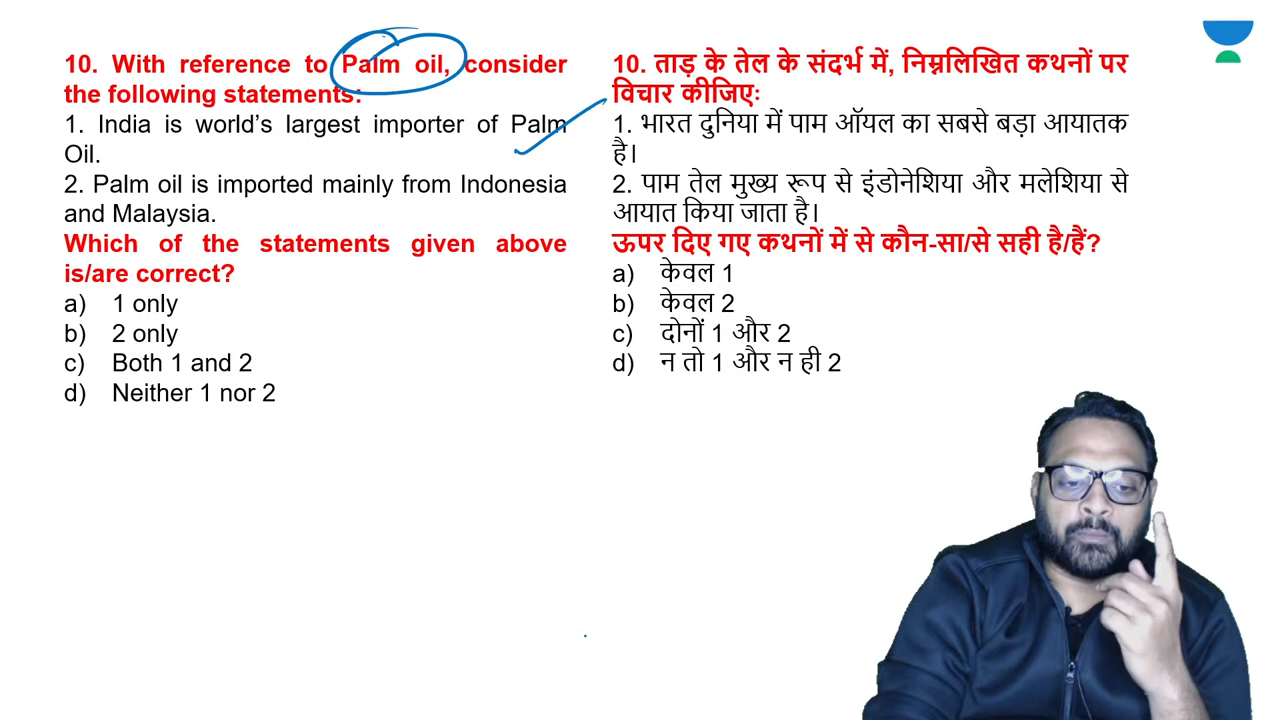 10. With reference to Palm oil, consider
the following statements:
1. India is world's largest importer of Palm
Oil.
2. Palm oil is imported mainly from Indonesia
and Malaysia.
Which of the statements given above
is/are correct?
a) 1 only
b) 2 only
c) Both 1 and 2
d) Neither 1 nor 2
10. ताड़ के तेल के संदर्भ में, निम्नलिखित कथनों पर
विचार कीजिए:
1. भारत दुनिया में पाम ऑयल का सबसे बड़ा आयातक
है।
2. पाम तेल मुख्य रूप से इंडोनेशिया और मलेशिया से
आयात किया जाता है।
ऊपर दिए गए कथनों में से कौन-सा/से सही है/हैं?
a) केवल 1
b) केवल 2
c) दोनों 1 और 2
d) न तो 1 और न ही 2